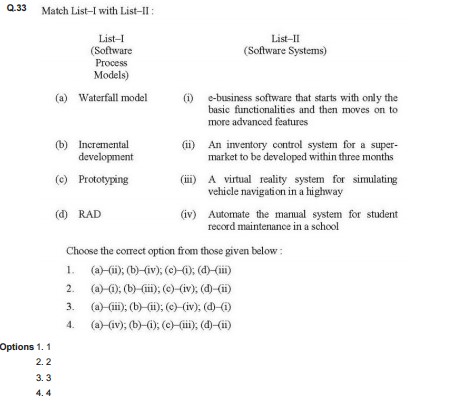 Q.33 Match List–I with List–II :
List–I List–II
(Software (Software Systems)
Process
Models)
(a) Waterfall model (i) e-business software that starts with only the
basic functionalities and then moves on to
more advanced features
(b) Incremental (ii) An inventory control system for a super-
development market to be developed within three months
(c) Prototyping (iii) A virtual reality system for simulating
vehicle navigation in a highway
(d) RAD (iv) Automate the manual system for student
record maintenance in a school
Choose the correct option from those given below :
1. (a)–(ii); (b)–(iv); (c)–(i); (d)–(iii)
2. (a)–(i); (b)–(iii); (c)–(iv); (d)–(ii)
3. (a)–(iii); (b)–(ii); (c)–(iv); (d)–(i)
4. (a)–(iv); (b)–(i); (c)–(iii); (d)–(ii)
Options 1. 1
2. 2
3. 3
4. 4